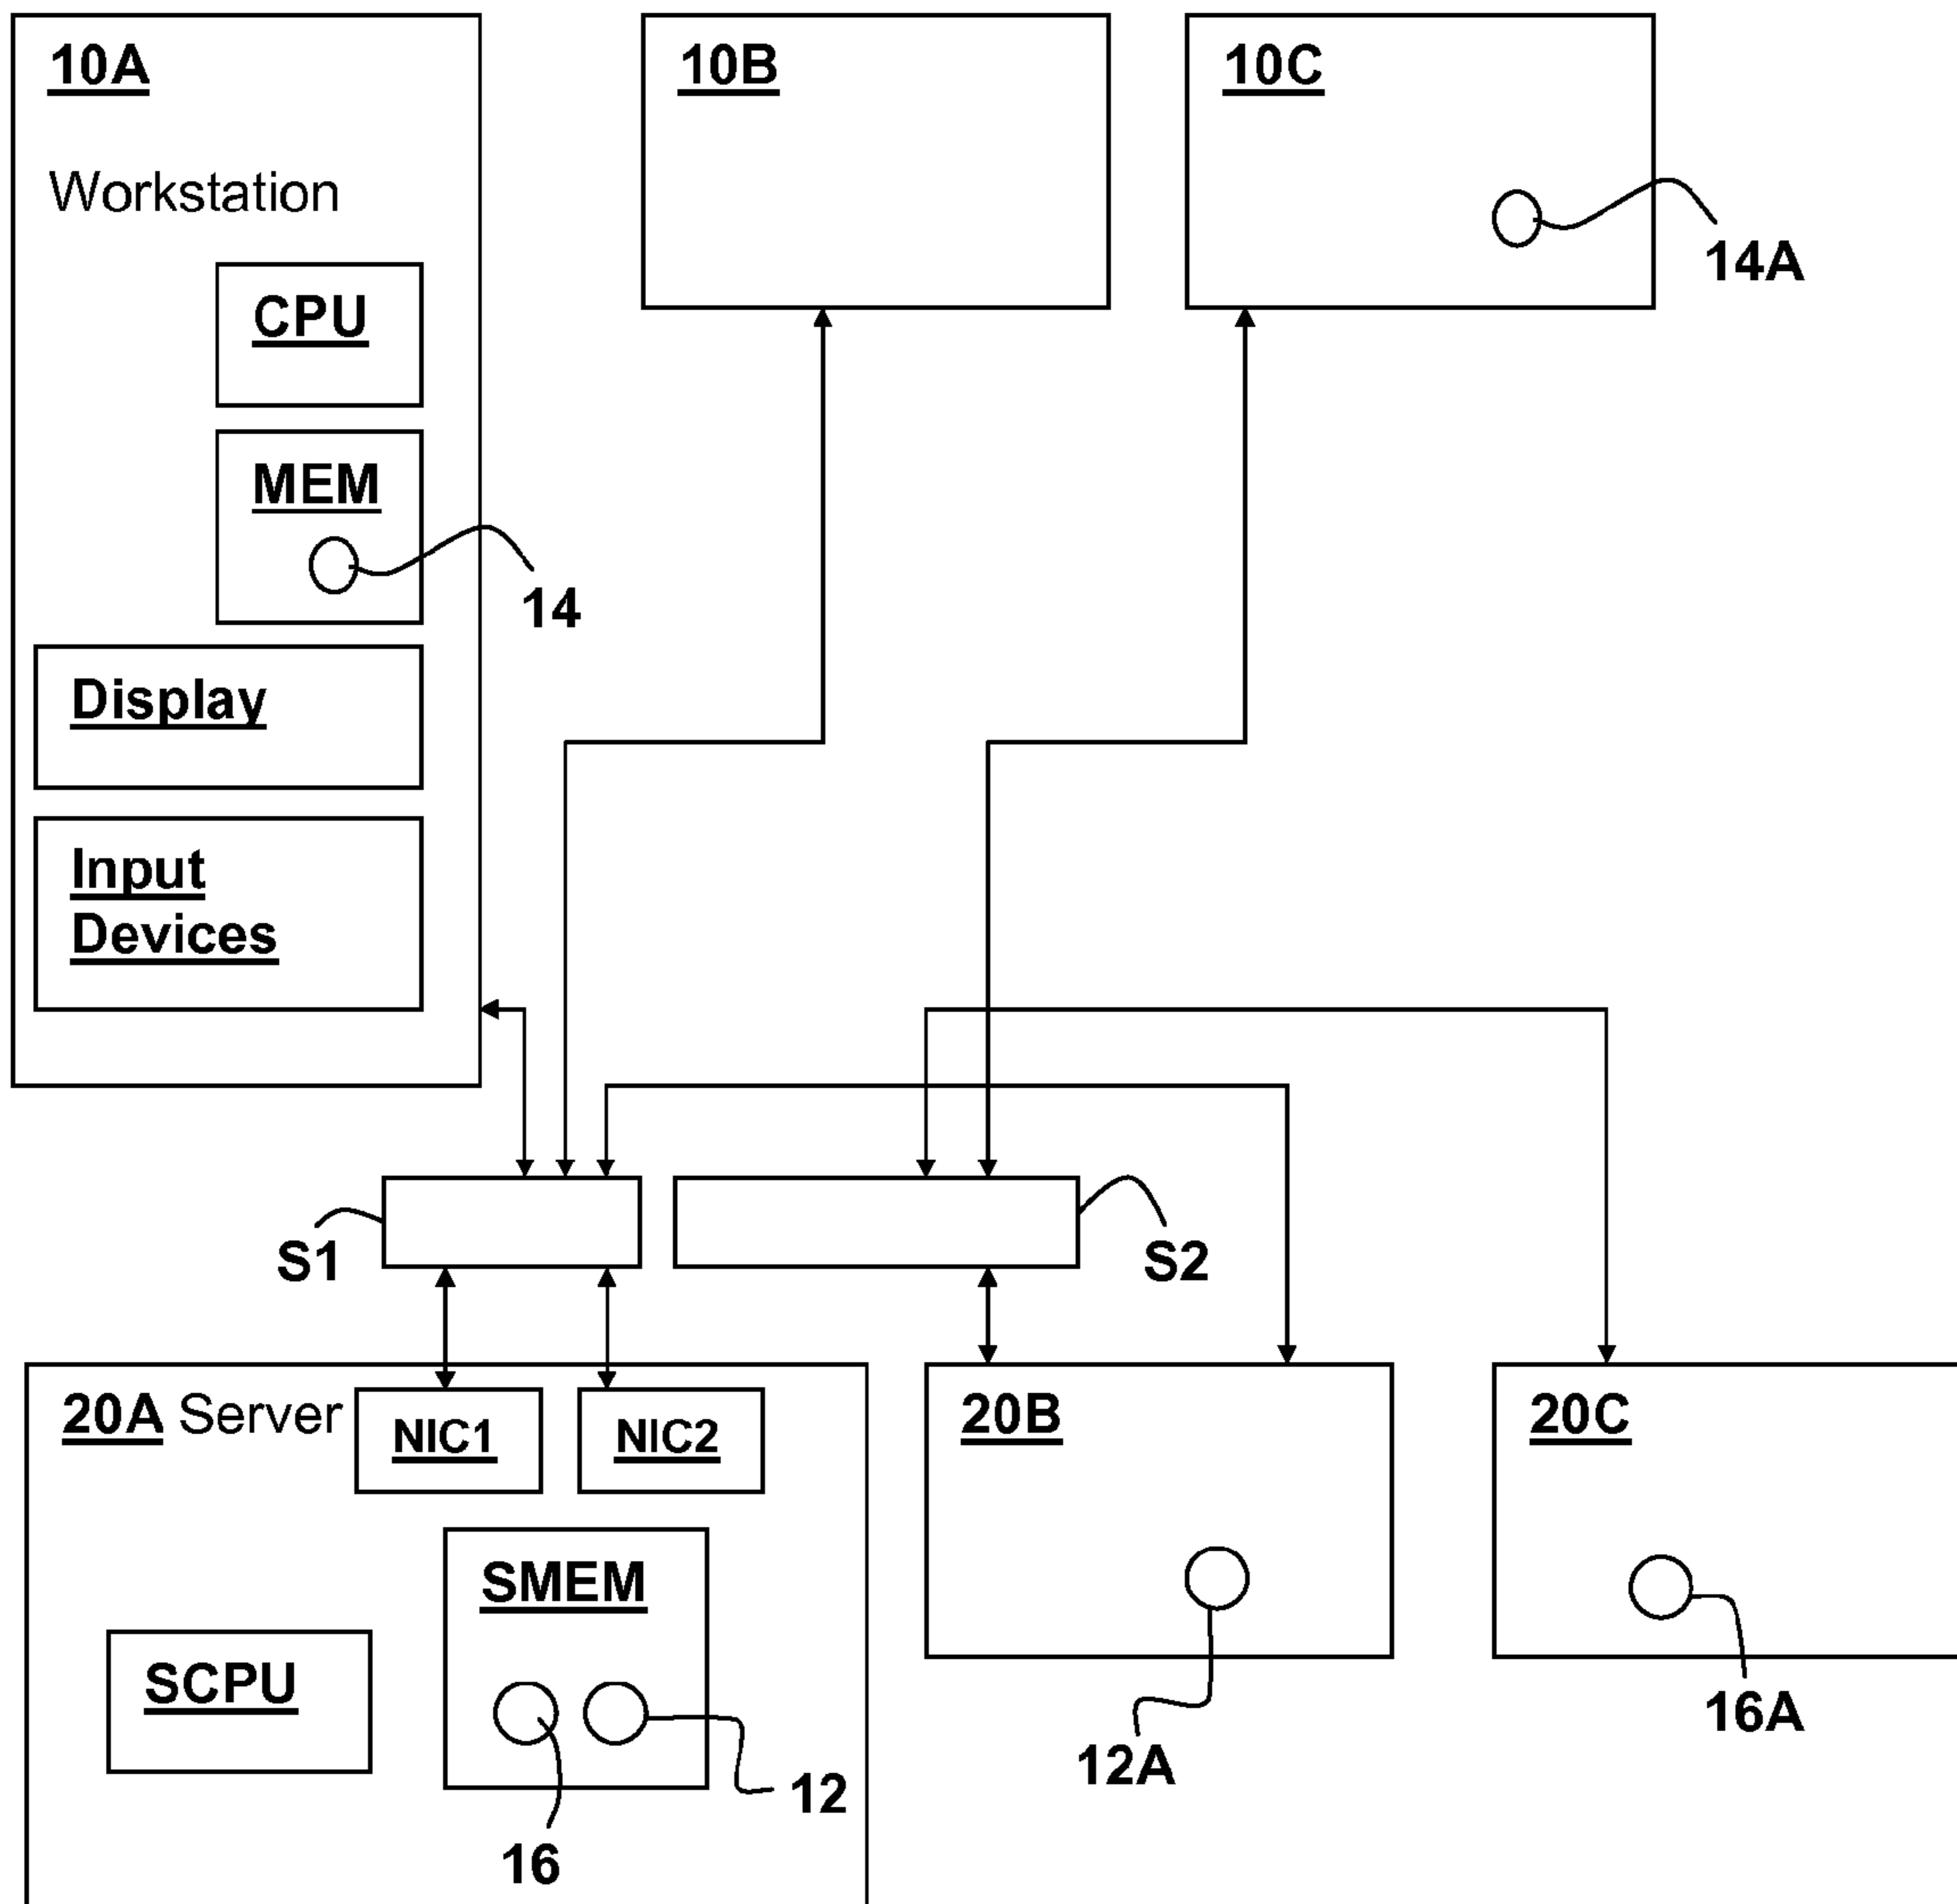 10A
10B
10C
Workstation
14A
CPU
MEM
14
Display
Input
Devices
S1
S2
20A Server
NIC1
NIC2
20B
20C
SMEM
SCPU
16A
12A
12
16